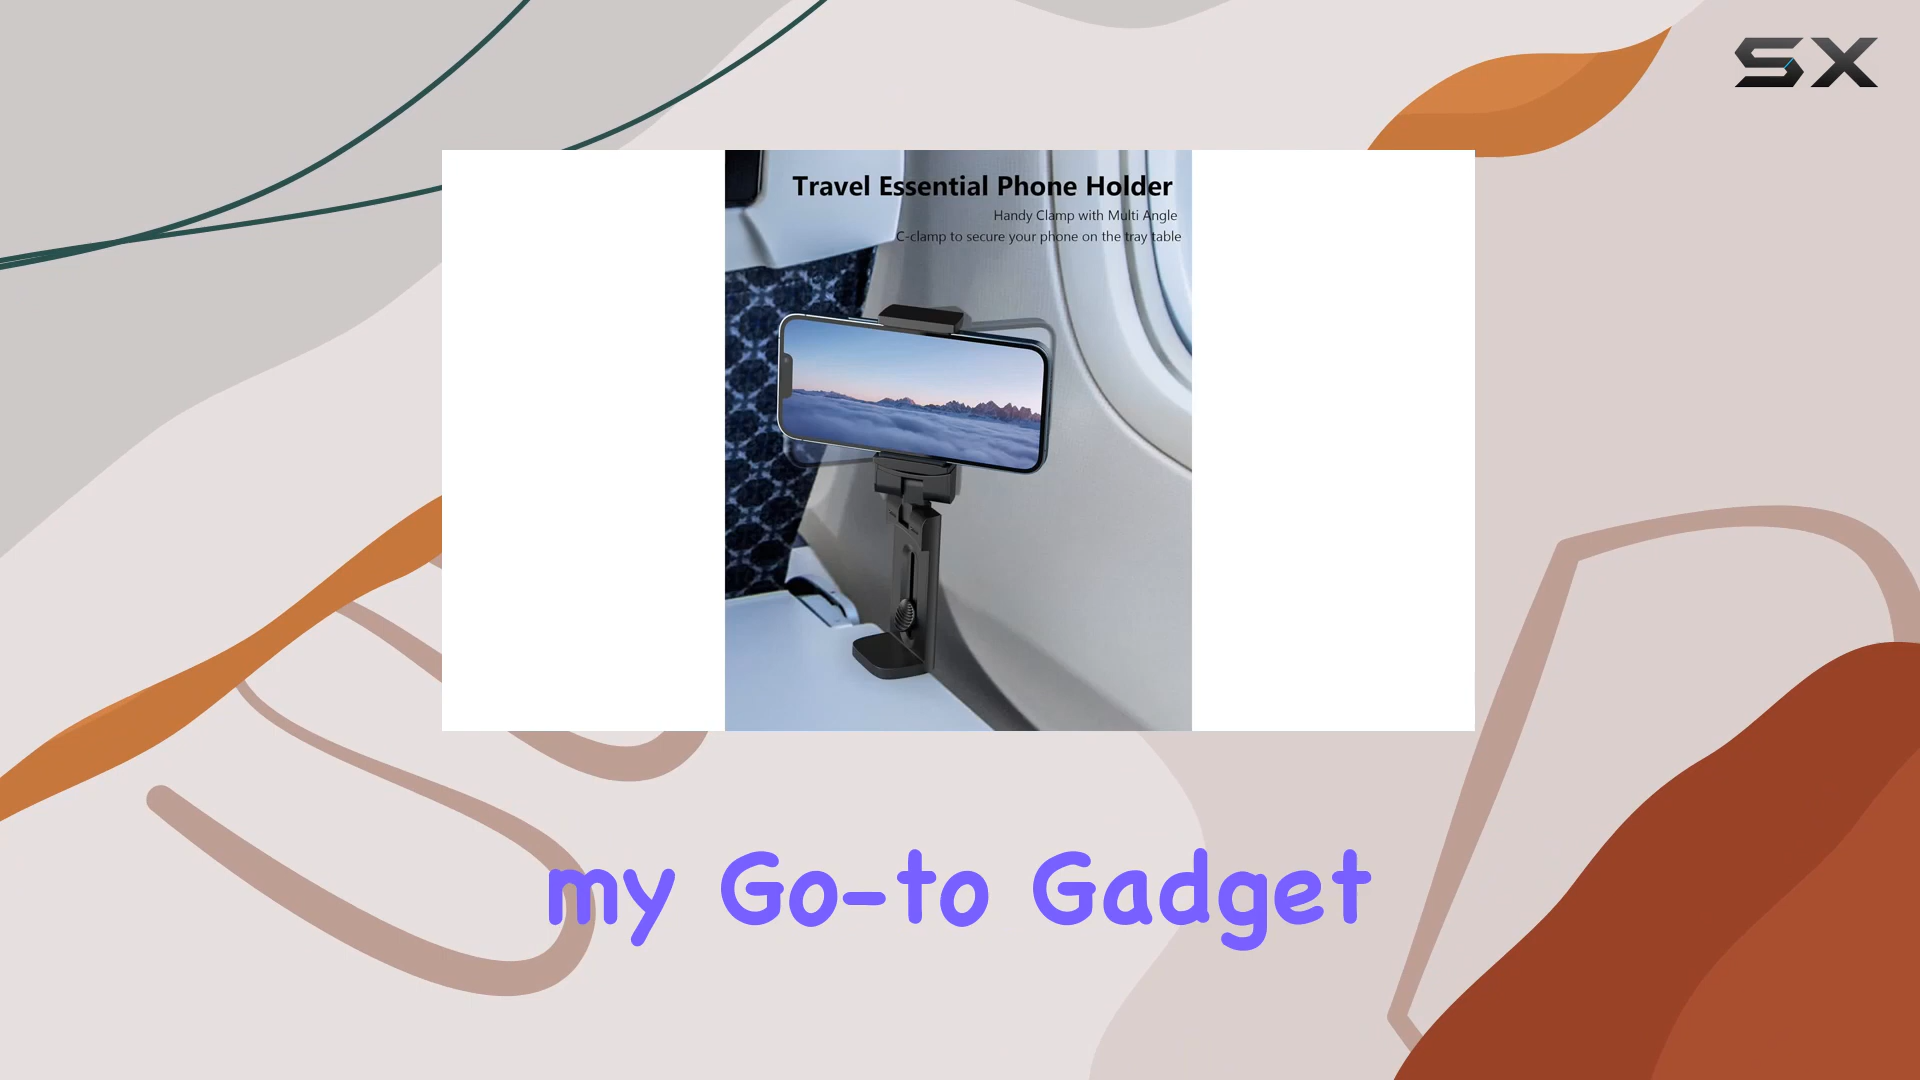 SX
Travel Essential Phone Holder
Handy Clamp with Multi Angle
C-clamp to secure your phone on the tray table
my Go-to Gadget